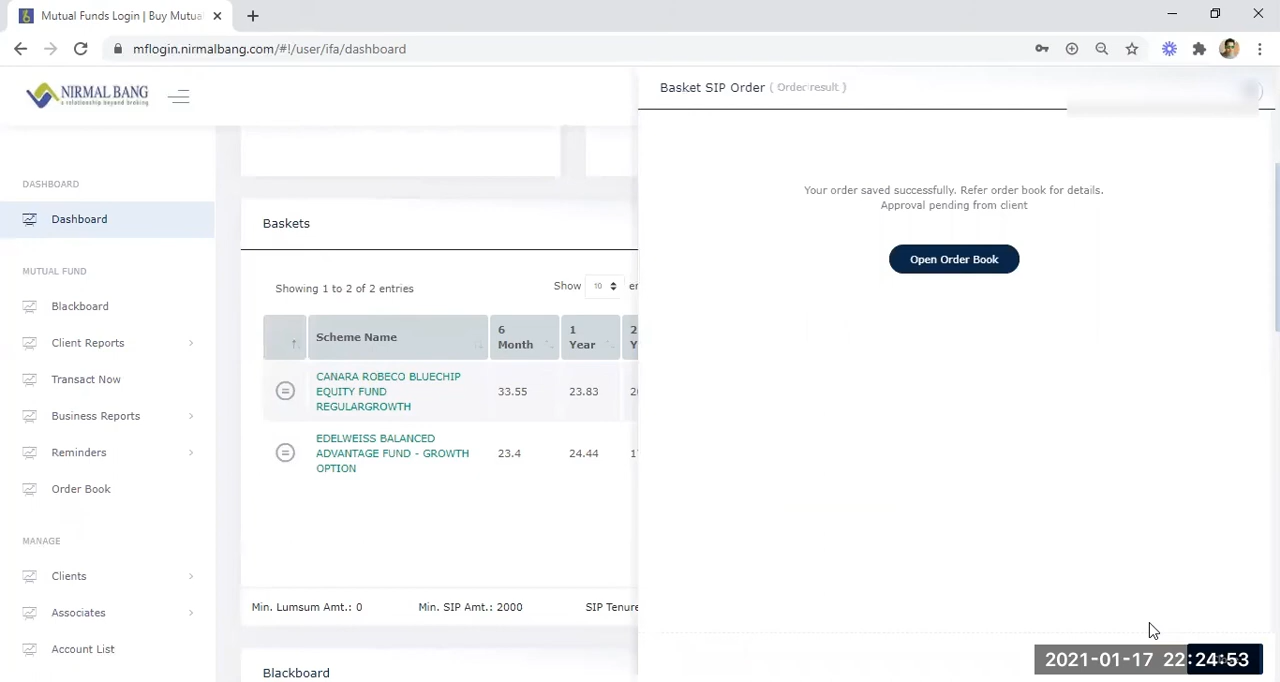 Mutual Funds Login | Buy Mutua
mflogin.nirmalbang.com/#!/user/ifa/dashboard
NIRMAL BANG
a relationship beyond broking
Basket SIP Order ( Order result )
DASHBOARD
Dashboard
MUTUAL FUND
Blackboard
Client Reports
Transact Now
Business Reports
Reminders
Order Book
MANAGE
Clients
Associates
Account List
Baskets
Showing 1 to 2 of 2 entries
Show 10
Scheme Name
6 Month
1 Year
CANARA ROBECO BLUECHIP
EQUITY FUND
REGULARGROWTH
33.55
23.83
EDELWEISS BALANCED
ADVANTAGE FUND - GROWTH
OPTION
23.4
24.44
Min. Lumsum Amt.: 0
Min. SIP Amt.: 2000
SIP Tenure
Blackboard
Your order saved successfully. Refer order book for details.
Approval pending from client
Open Order Book
2021-01-17 22:24:53